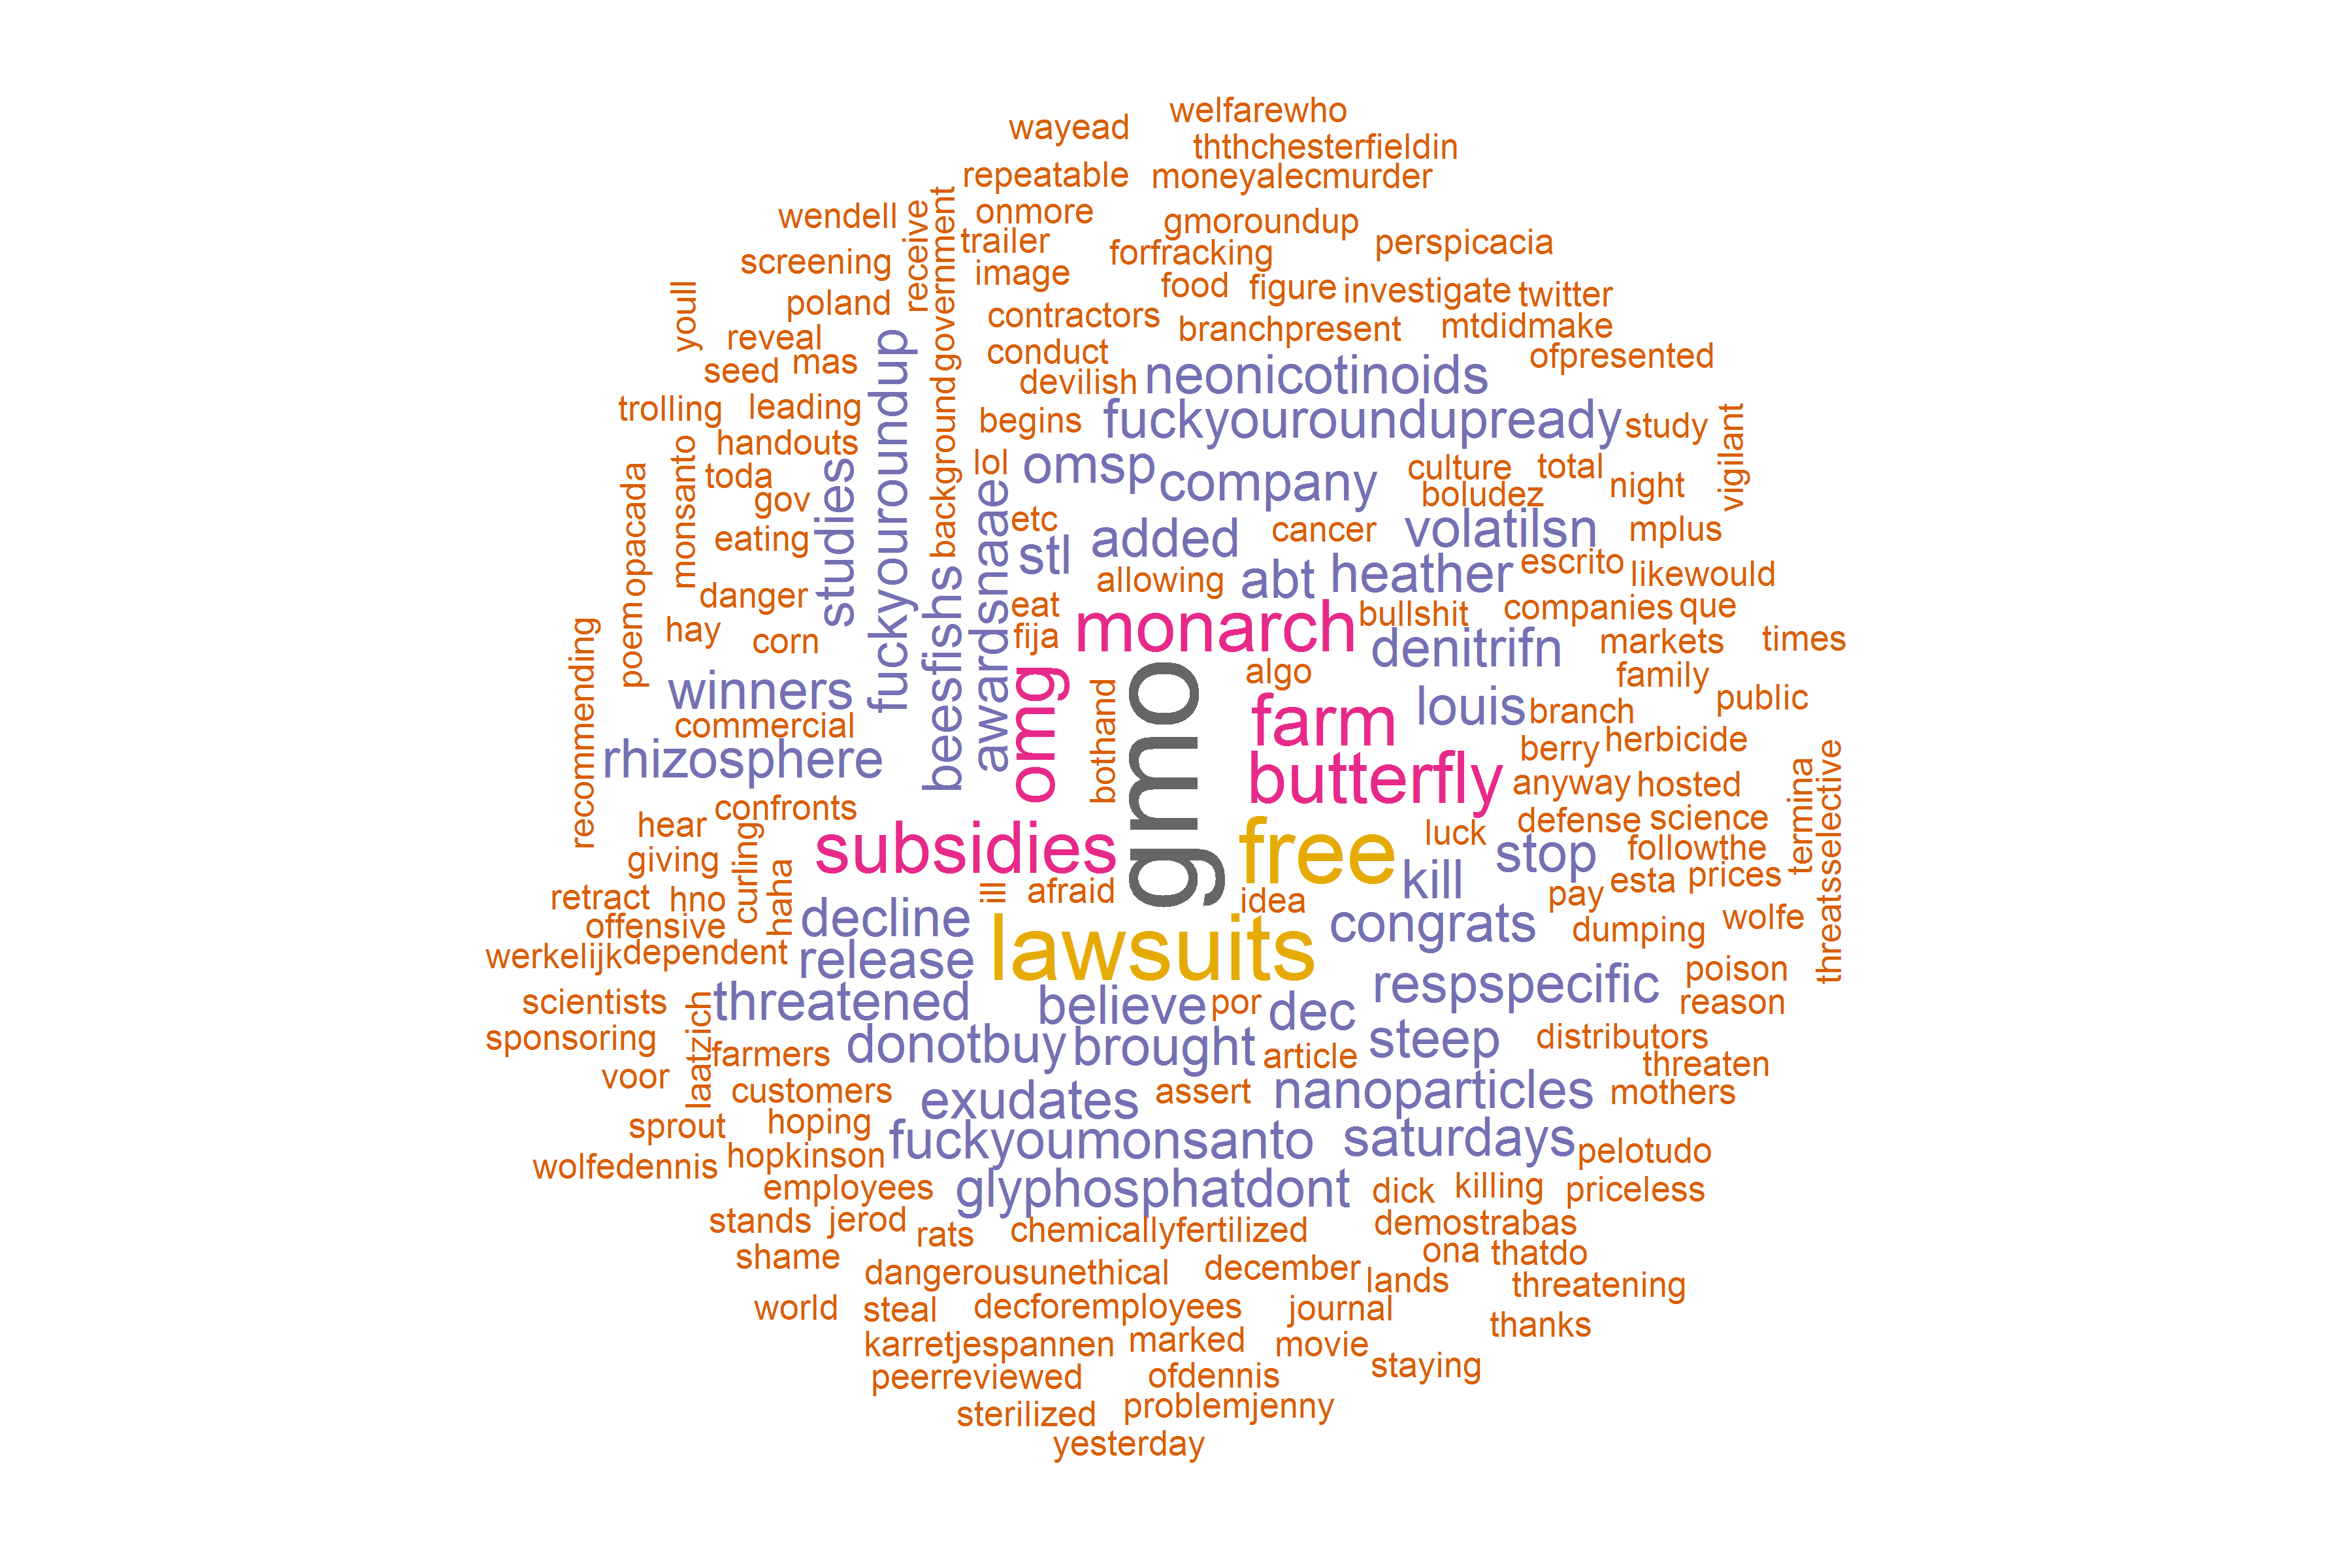 welfarewho
wayead
ththchesterfieldin
repeatable
moneyalecmurder
wendell
receive
government
onmore
gmoroundup
trailer
forfracking
perspicacia
screening
image
food
figure
investigate
twitter
youll
poland
contractors
branchpresent
mtdidmake
reveal
mas
conduct
ofpresented
seed
devilish
neonicotinoids
trolling
leading
fuckyouroundup
background
begins
fuckyouroundupready
study
vigilant
handouts
monsanto
toda
studies
lol
omsp
company
culture
total
night
opacada
gov
awardsnaae
boludez
etc
added
cancer
volatilsn
mplus
eating
stl
allowing
abt
heather
escrito
likewould
danger
beesfishs
eat
monarch
bullshit
companies
que
poem
hay
corn
fija
denitrifn
markets
times
recommending
winners
omg
bothand
gmo
algo
family
farm
louis
branch
public
commercial
rhizosphere
butterfly
berry
herbicide
anyway
hosted
termina
threatsselective
confronts
hear
curling
subsidies
free
luck
defense
science
giving
haha
kill
stop
followthe
retract
hno
ill
afraid
idea
pay
esta
prices
offensive
decline
lawsuits
congrats
dumping
wolfe
werkelijk
dependent
release
respspecific
poison
scientists
laatzich
threatened
believe
por
dec
reason
sponsoring
farmers
donotbuy
brought
article
steep
distributors
threaten
voor
customers
exudates
assert
nanoparticles
mothers
sprout
hoping
fuckyoumonsanto
saturdays
pelotudo
wolfedennis
hopkinson
employees
glyphosphatdont
dick
killing
priceless
stands
jerod
rats
chemicallyfertilized
demostrabas
shame
ona
thatdo
dangerousunethical
december
lands
threatening
world
steal
decforemployees
journal
thanks
karretjespannen
marked
movie
staying
peerreviewed
ofdennis
sterilized
problemjenny
yesterday